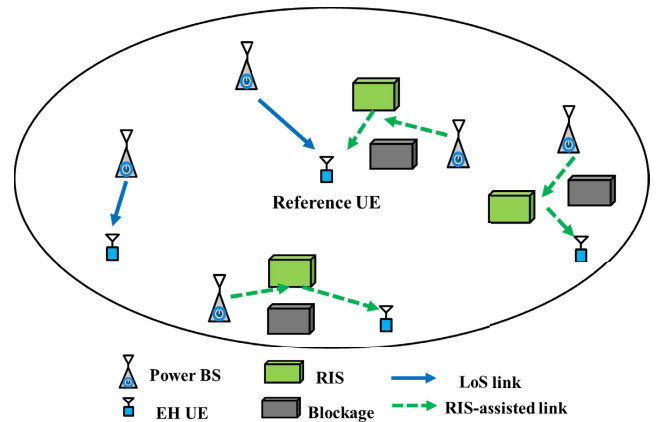 Reference UE
Power BS
RIS
LoS link
EH UE
Blockage
RIS-assisted link